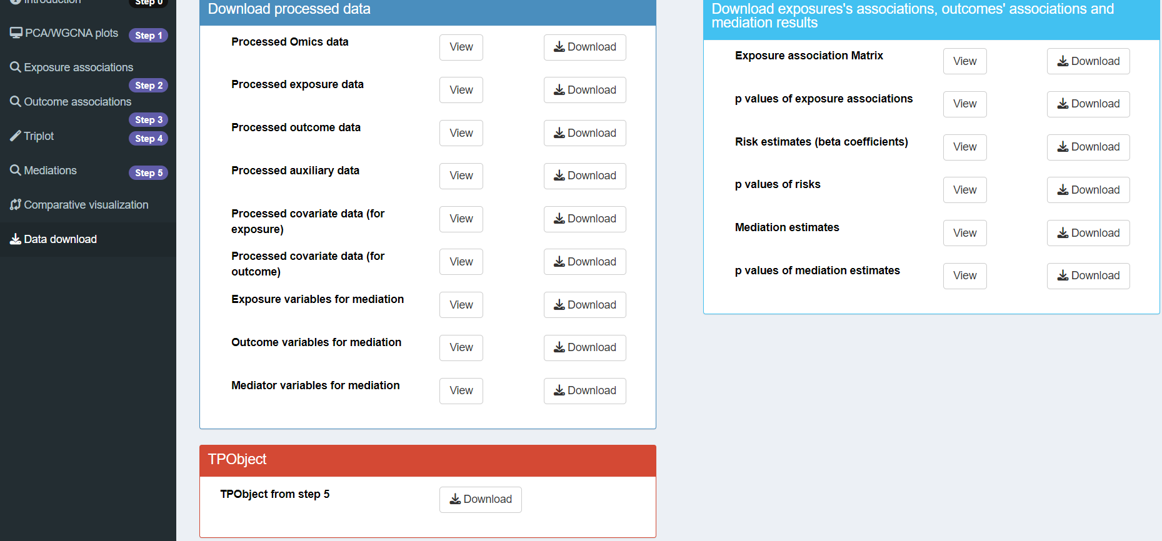 Introduction
Step 0
PCA/WGCNA plots
Step 1
Exposure associations
Step 2
Outcome associations
Step 3
Triplot
Step 4
Mediations
Step 5
Comparative visualization
Data download
Download processed data
Processed Omics data View Download
Processed exposure data View Download
Processed outcome data View Download
Processed auxiliary data View Download
Processed covariate data (for
exposure) View Download
Processed covariate data (for
outcome) View Download
Exposure variables for mediation View Download
Outcome variables for mediation View Download
Mediator variables for mediation View Download
TPObject
TPObject from step 5 Download
Download exposures's associations, outcomes' associations and
mediation results
Exposure association Matrix View Download
p values of exposure associations View Download
Risk estimates (beta coefficients) View Download
p values of risks View Download
Mediation estimates View Download
p values of mediation estimates View Download